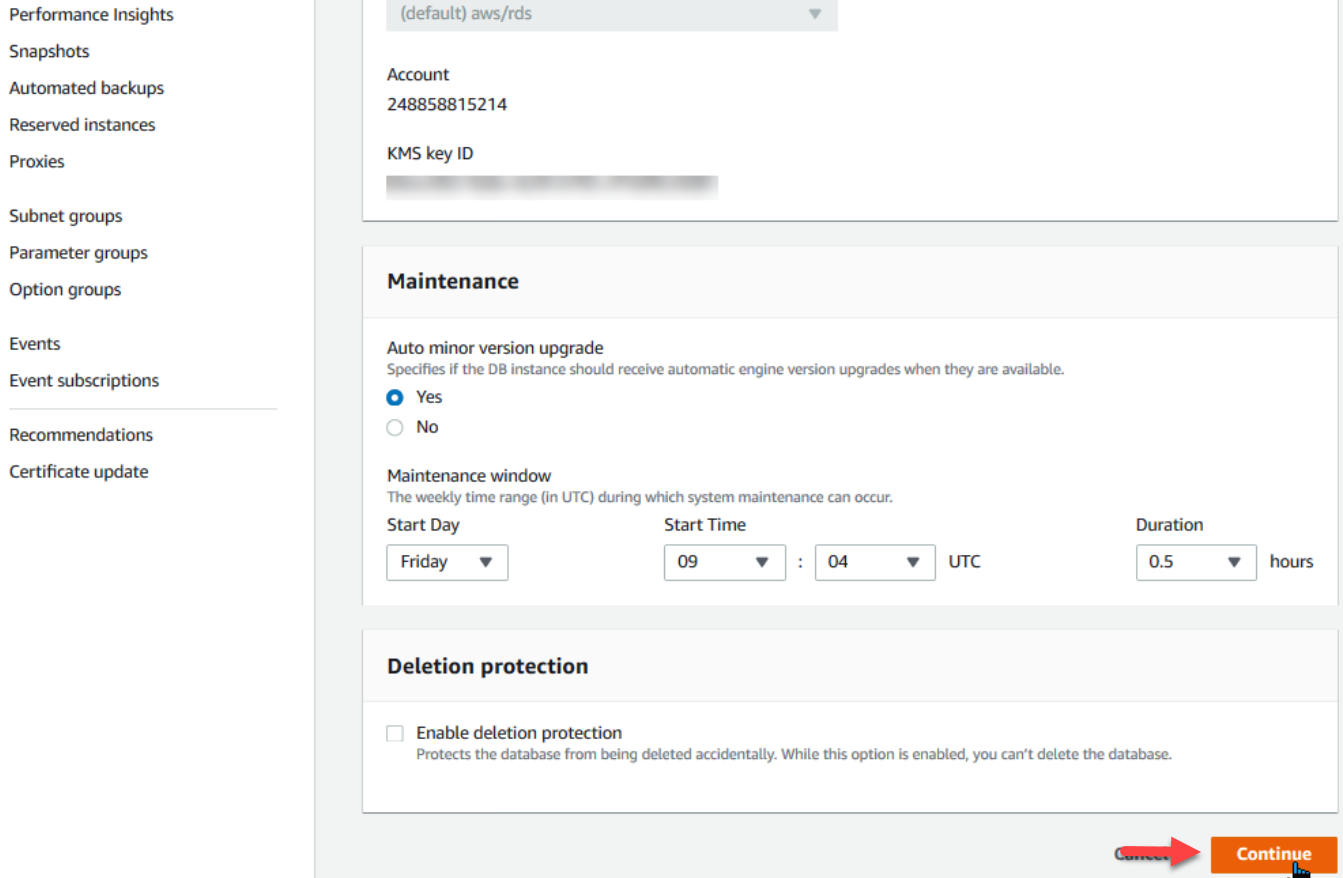 Performance Insights
Snapshots
Automated backups
Reserved instances
Proxies
Subnet groups
Parameter groups
Option groups
Events
Event subscriptions
Recommendations
Certificate update
(default) aws/rds
Account
248858815214
KMS key ID
Maintenance
Auto minor version upgrade
Specifies if the DB instance should receive automatic engine version upgrades when they are available.
Yes
No
Maintenance window
The weekly time range (in UTC) during which system maintenance can occur.
Start Day Start Time Duration
Friday 09 : 04 UTC 0.5 hours
Deletion protection
Enable deletion protection
Protects the database from being deleted accidentally. While this option is enabled, you can't delete the database.
Cancel Continue